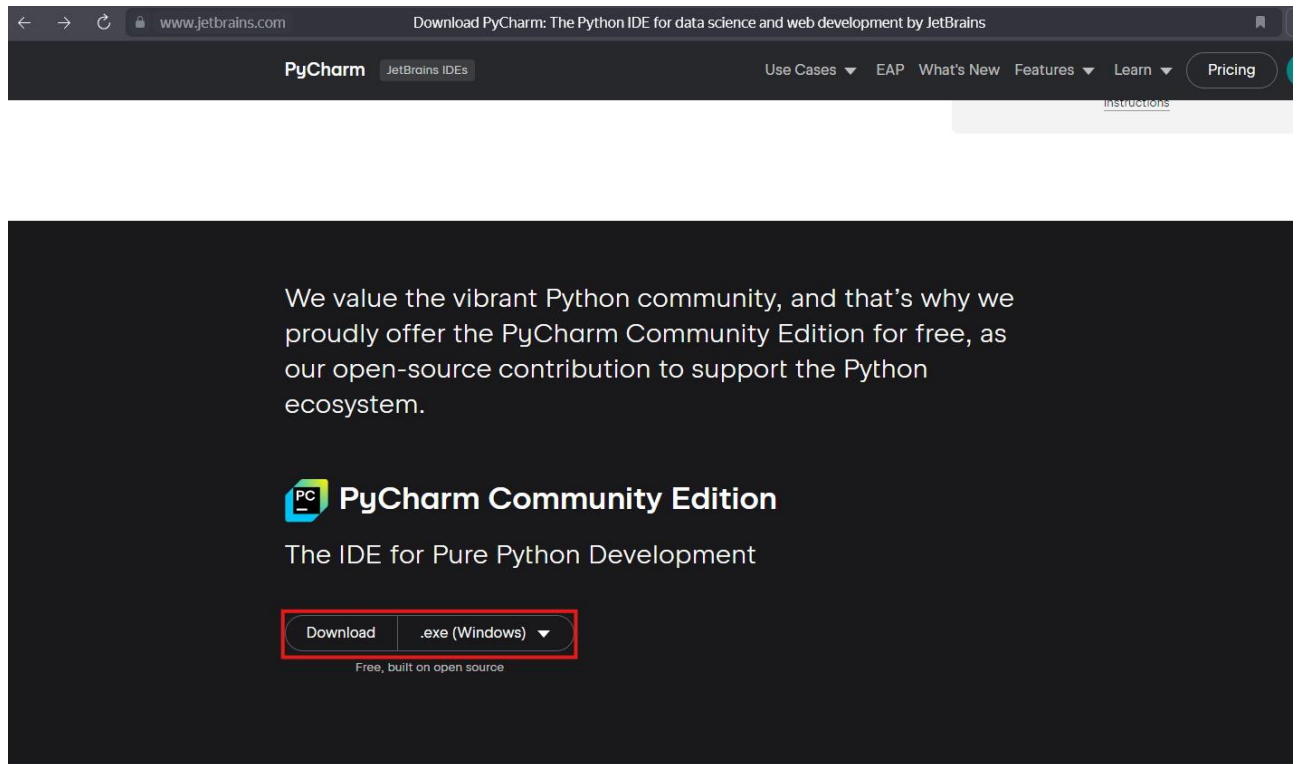 www.jetbrains.com Download PyCharm: The Python IDE for data science and web development by JetBrains
PyCharm JetBrains IDEs Use Cases EAP What's New Features Learn Pricing
instructions
We value the vibrant Python community, and that's why we
proudly offer the PyCharm Community Edition for free, as
our open-source contribution to support the Python
ecosystem.
PC PyCharm Community Edition
The IDE for Pure Python Development
Download .exe (Windows)
Free, built on open source